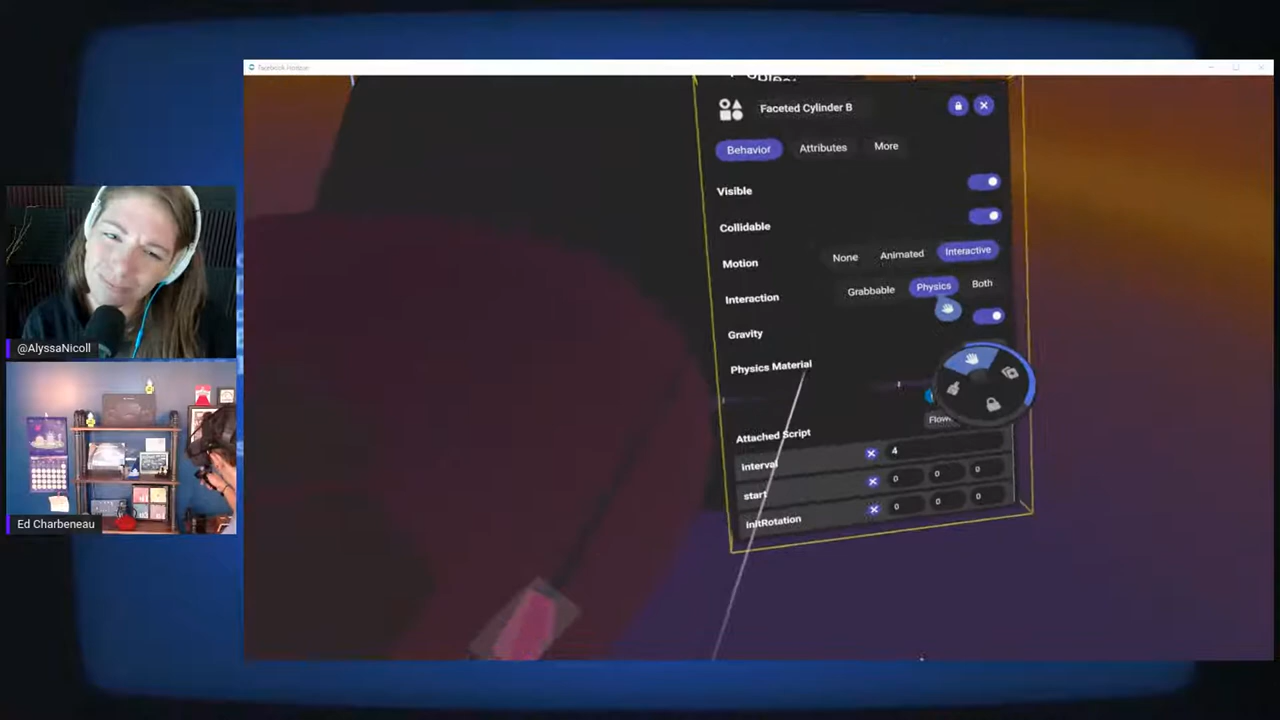 Faceted Cylinder B
Behavior Attributes More
Visible
Collidable
Motion None Animated Interactive
Interaction Grabbable Physics Both
Gravity
Physics Material
Attached Script
interval 4
start 0 0 0
initRotation 0 0 0
@AlyssaNicoll
Ed Charbeneau